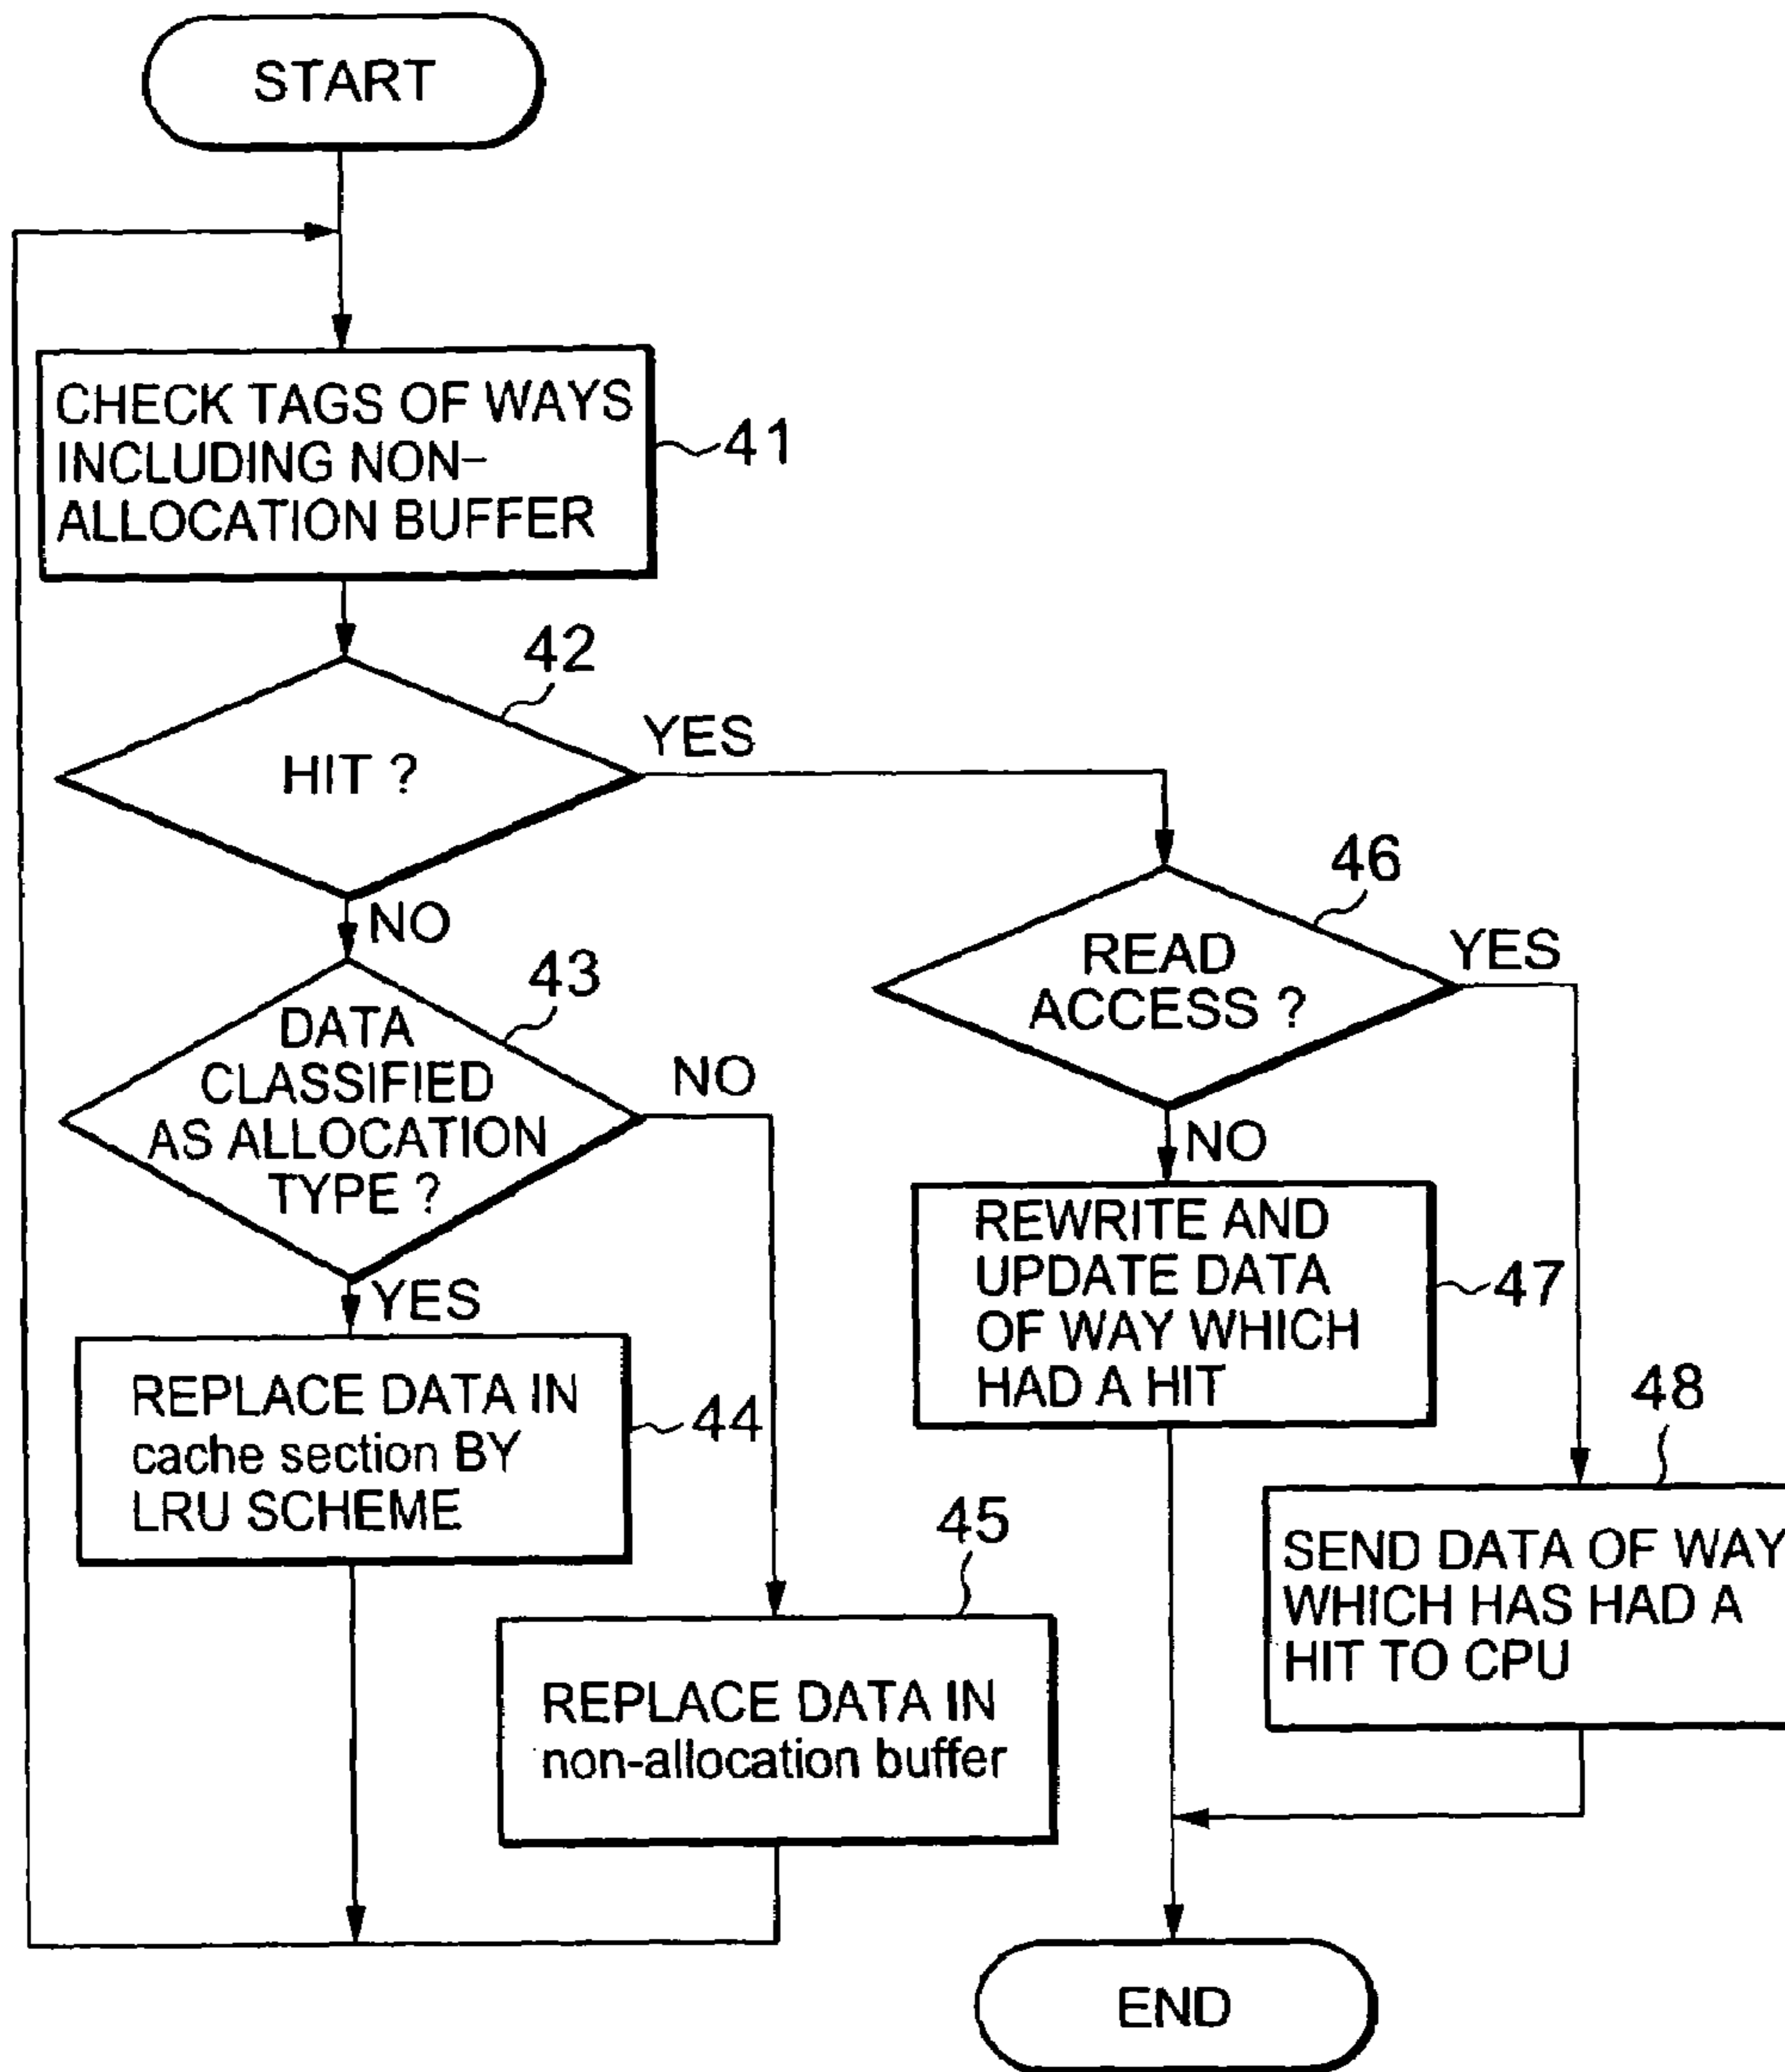 START
CHECK TAGS OF WAYS
INCLUDING NON-
ALLOCATION BUFFER
41
42
HIT ?
YES
NO
43
DATA
CLASSIFIED
AS ALLOCATION
TYPE ?
NO
YES
REPLACE DATA IN
cache section BY
LRU SCHEME
44
45
REPLACE DATA IN
non-allocation buffer
46
READ
ACCESS ?
YES
NO
REWRITE AND
UPDATE DATA
OF WAY WHICH
HAD A HIT
47
48
SEND DATA OF WAY
WHICH HAS HAD A
HIT TO CPU
END